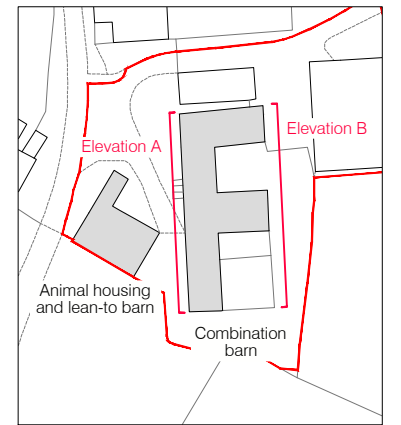 Elevation B
Elevation A
Animal housing
and lean-to barn
Combination
barn